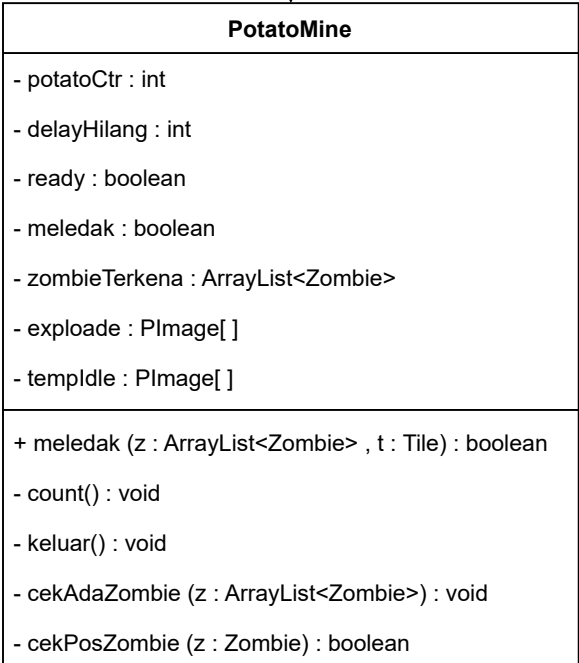 PotatoMine
- potatoCtr : int
- delayHilang : int
- ready : boolean
- meledak : boolean
- zombieTerkena : ArrayList<Zombie>
- exploade : PImage[ ]
- tempIdle : PImage[ ]
+ meledak (z : ArrayList<Zombie> , t : Tile) : boolean
- count() : void
- keluar() : void
- cekAdaZombie (z : ArrayList<Zombie>) : void
- cekPosZombie (z : Zombie) : boolean